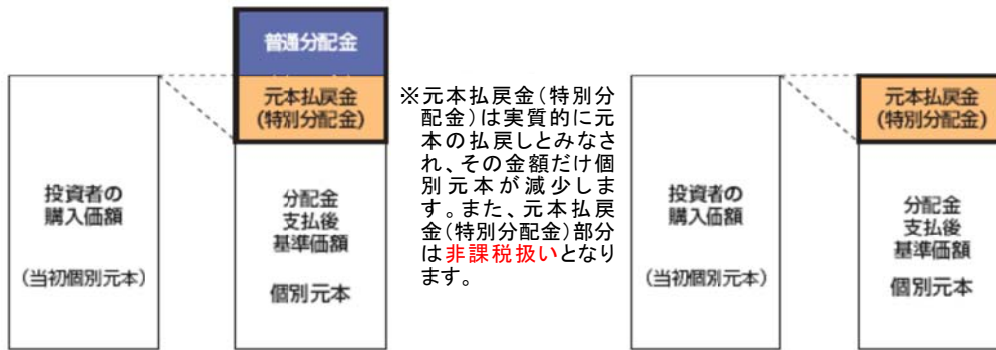 普通分配金
元本払戻金
(特別分配金)
投資者の
購入価額
(当初個別元本)
分配金
支払後
基準価額
個別元本
※元本払戻金(特別分
配金)は実質的に元
本の払戻しとみなさ
れ、その金額だけ個
別元本が減少しま
す。また、元本払戻
金(特別分配金)部分
は非課税扱いとなり
ます。
元本払戻金
(特別分配金)
投資者の
購入価額
(当初個別元本)
分配金
支払後
基準価額
個別元本